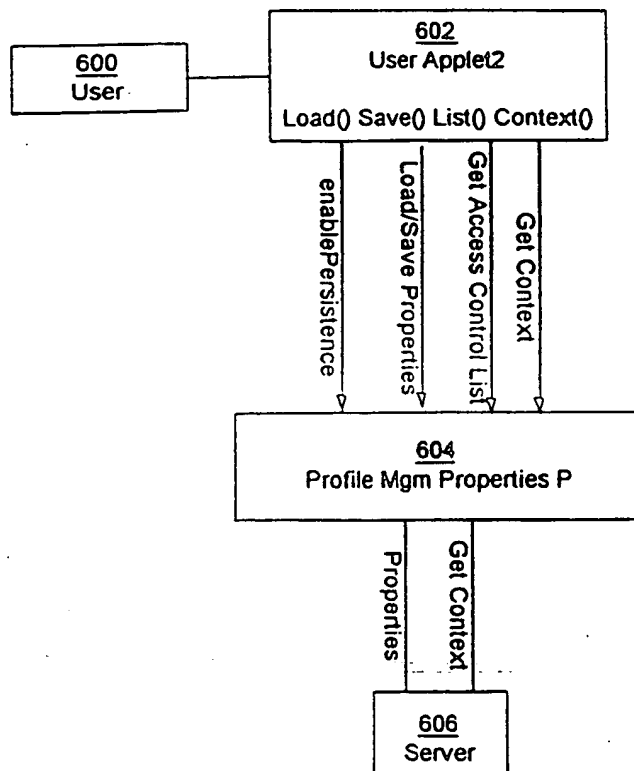 600
User
602
User Applet2
Load() Save() List() Context()
enablePersistence
Load/Save Properties
Get Access Control List
Get Context
604
Profile Mgm Properties P
Properties
Get Context
606
Server